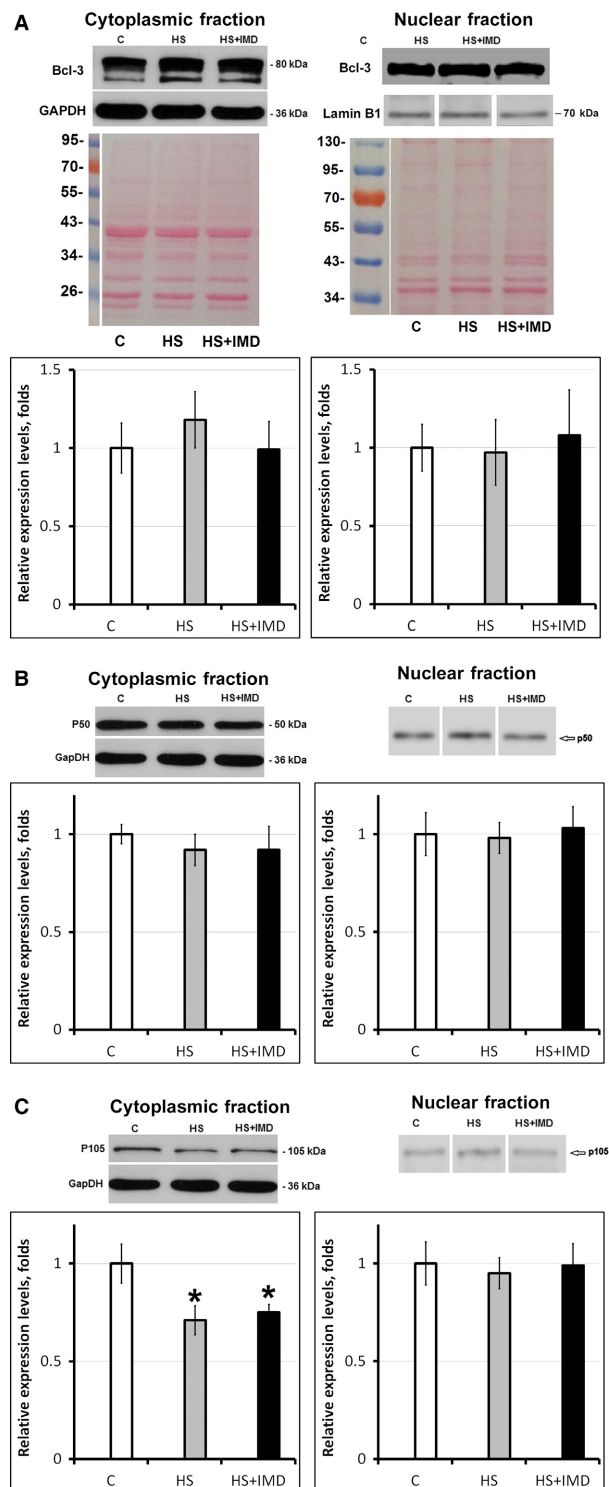 A
Cytoplasmic fraction
C HS HS+IMD
Bcl-3
- 80 kDa
GAPDH
- 36 kDa
95-
70-
55-
43-
34-
26-
C HS HS+IMD
Nuclear fraction
C HS HS+IMD
Bcl-3
Lamin B1
– 70 kDa
130-
95-
70-
55-
43-
34-
C HS HS+IMD
Relative expression levels, folds
1.5
1
0.5
0
C HS HS+IMD
Relative expression levels, folds
1.5
1
0.5
0
C HS HS+IMD
B
Cytoplasmic fraction
C HS HS+IMD
P50
- 50 kDa
GapDH
- 36 kDa
Nuclear fraction
C HS HS+IMD
⇦ p50
Relative expression levels, folds
1
0.5
0
C HS HS+IMD
Relative expression levels, folds
1
0.5
0
C HS HS+IMD
C
Cytoplasmic fraction
C HS HS+IMD
P105
- 105 kDa
GapDH
- 36 kDa
Nuclear fraction
C HS HS+IMD
⇦ p105
Relative expression levels, folds
1
0.5
0
* *
C HS HS+IMD
Relative expression levels, folds
1
0.5
0
C HS HS+IMD